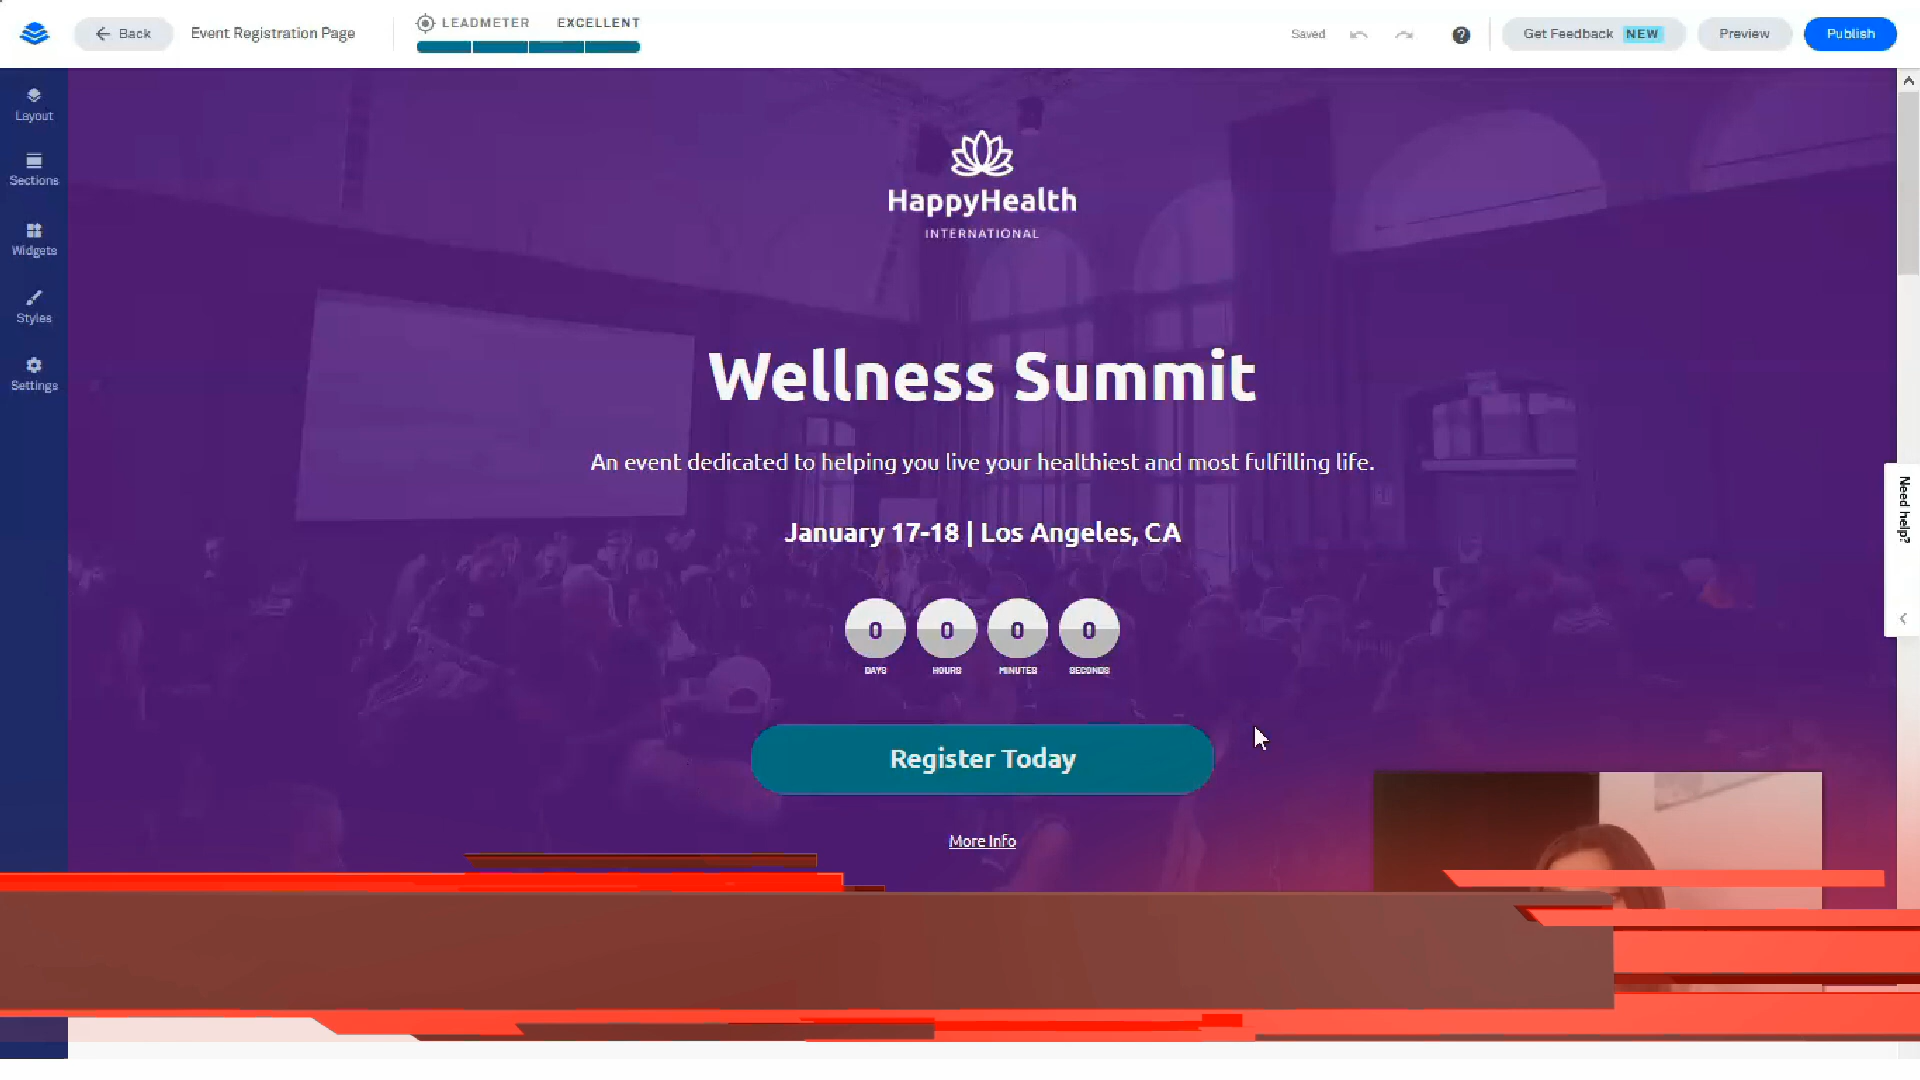 Back
Event Registration Page
LEADMETER EXCELLENT
Saved
Get Feedback NEW
Preview
Publish
Layout
Sections
Widgets
Styles
Settings
HappyHealth
INTERNATIONAL
Wellness Summit
An event dedicated to helping you live your healthiest and most fulfilling life.
January 17-18 | Los Angeles, CA
0 0 0 0
DAYS HOURS MINUTES SECONDS
Register Today
More Info
Need help?